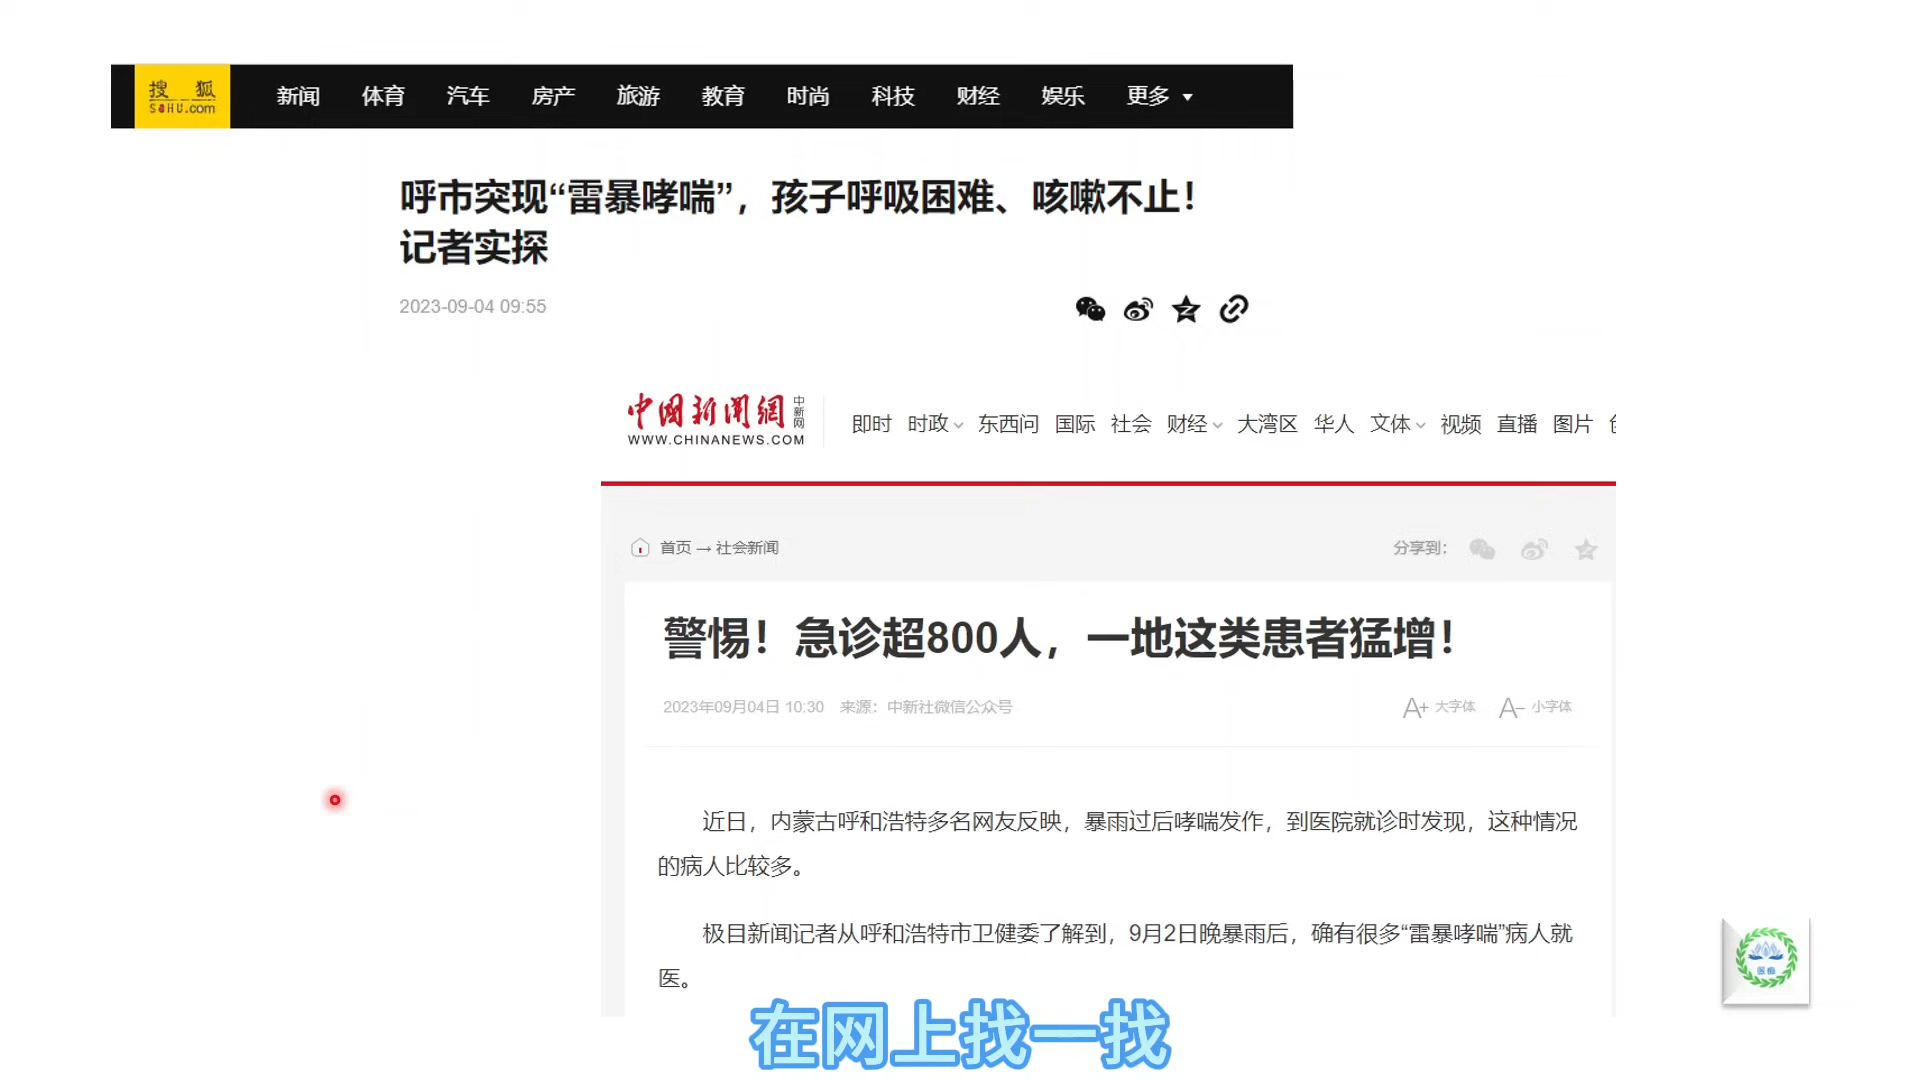 搜 狐
SOHU.com
新闻 体育 汽车 房产 旅游 教育 时尚 科技 财经 娱乐 更多
呼市突现“雷暴哮喘”，孩子呼吸困难、咳嗽不止！
记者实探
2023-09-04 09:55
中国新闻網 中新网
WWW.CHINANEWS.COM
即时 时政 东西问 国际 社会 财经 大湾区 华人 文体 视频 直播 图片
首页→社会新闻 分享到：
警惕！急诊超800人，一地这类患者猛增！
2023年09月04日 10:30 来源：中新社微信公众号 A+ 大字体 A- 小字体
近日，内蒙古呼和浩特多名网友反映，暴雨过后哮喘发作，到医院就诊时发现，这种情况
的病人比较多。
极目新闻记者从呼和浩特市卫健委了解到，9月2日晚暴雨后，确有很多“雷暴哮喘”病人就
医。
在网上找一找